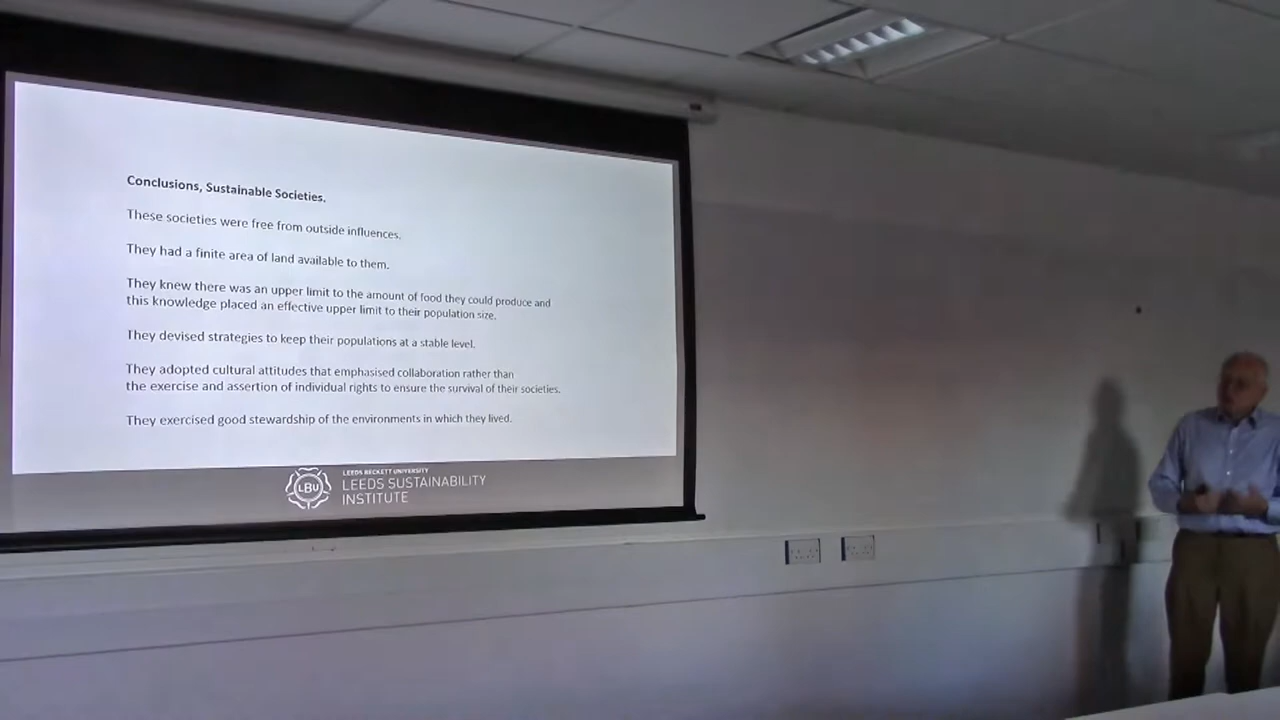 Conclusions, Sustainable Societies.
These societies were free from outside influences.
They had a finite area of land available to them.
They knew there was an upper limit to the amount of food they could produce and
this knowledge placed an effective upper limit to their population size.
They devised strategies to keep their populations at a stable level.
They adopted cultural attitudes that emphasised collaboration rather than
the exercise and assertion of individual rights to ensure the survival of their societies.
They exercised good stewardship of the environments in which they lived.
LBU
LEEDS BECKETT UNIVERSITY
LEEDS SUSTAINABILITY
INSTITUTE